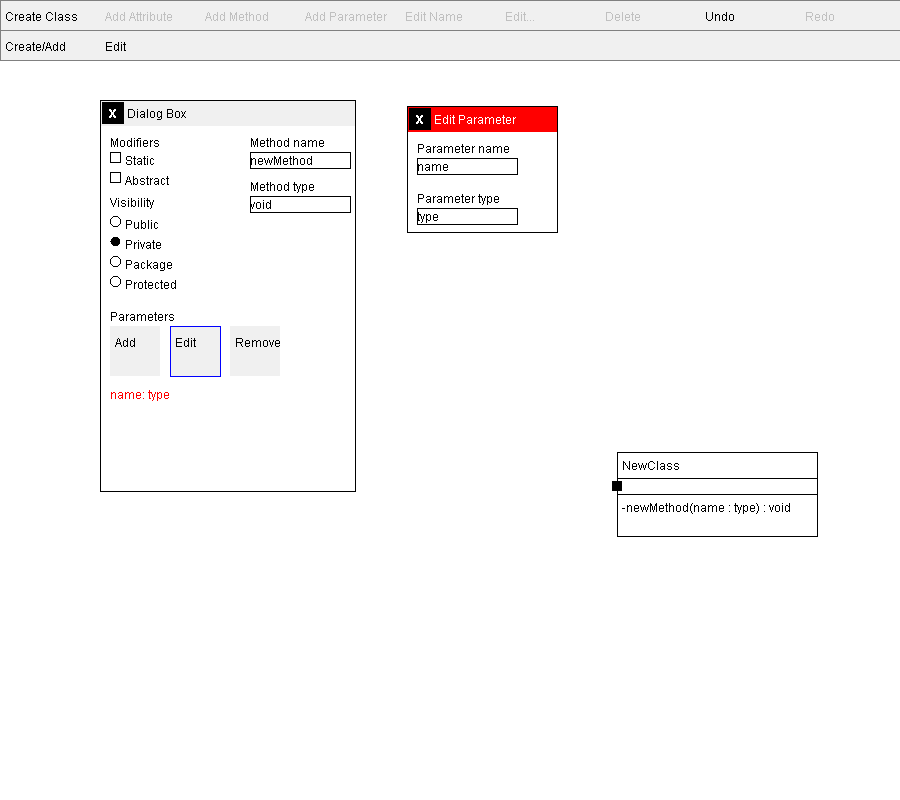 Create Class Add Attribute Add Method Add Parameter Edit Name Edit... Delete Undo Redo
Create/Add Edit
X Dialog Box
Modifiers
Static
Abstract
Visibility
Public
Private
Package
Protected
Method name
newMethod
Method type
void
Parameters
Add Edit Remove
name: type
X Edit Parameter
Parameter name
name
Parameter type
type
NewClass
-newMethod(name : type) : void